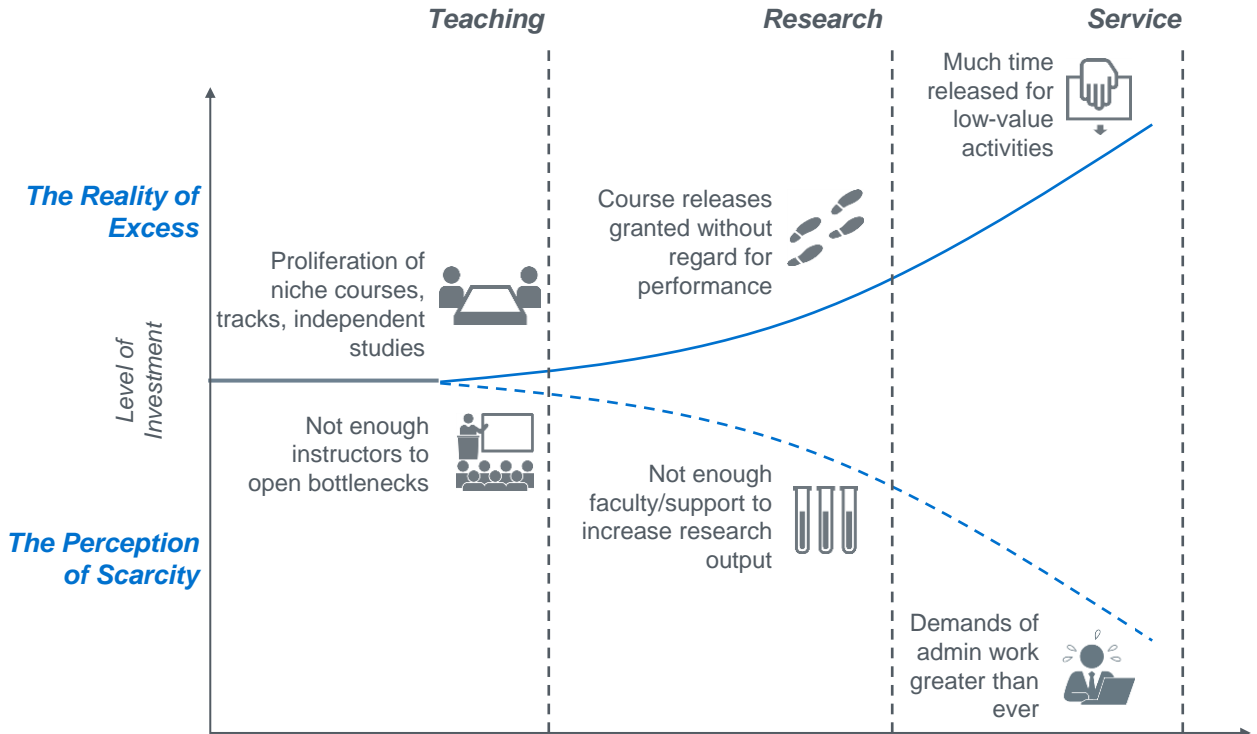 Teaching
Research
Service
Much time
released for
low-value
activities
The Reality of
Excess
Course releases
granted without
regard for
performance
Proliferation of
niche courses,
tracks, independent
studies
Level of
Investment
Not enough
instructors to
open bottlenecks
Not enough
faculty/support to
increase research
output
The Perception
of Scarcity
Demands of
admin work
greater than
ever